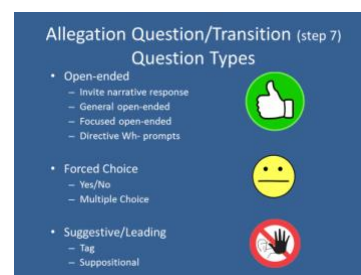 Allegation Question/Transition (step 7)
Question Types
• Open-ended
– Invite narrative response
– General open-ended
– Focused open-ended
– Directive Wh- prompts
• Forced Choice
– Yes/No
– Multiple Choice
• Suggestive/Leading
– Tag
– Suppositional